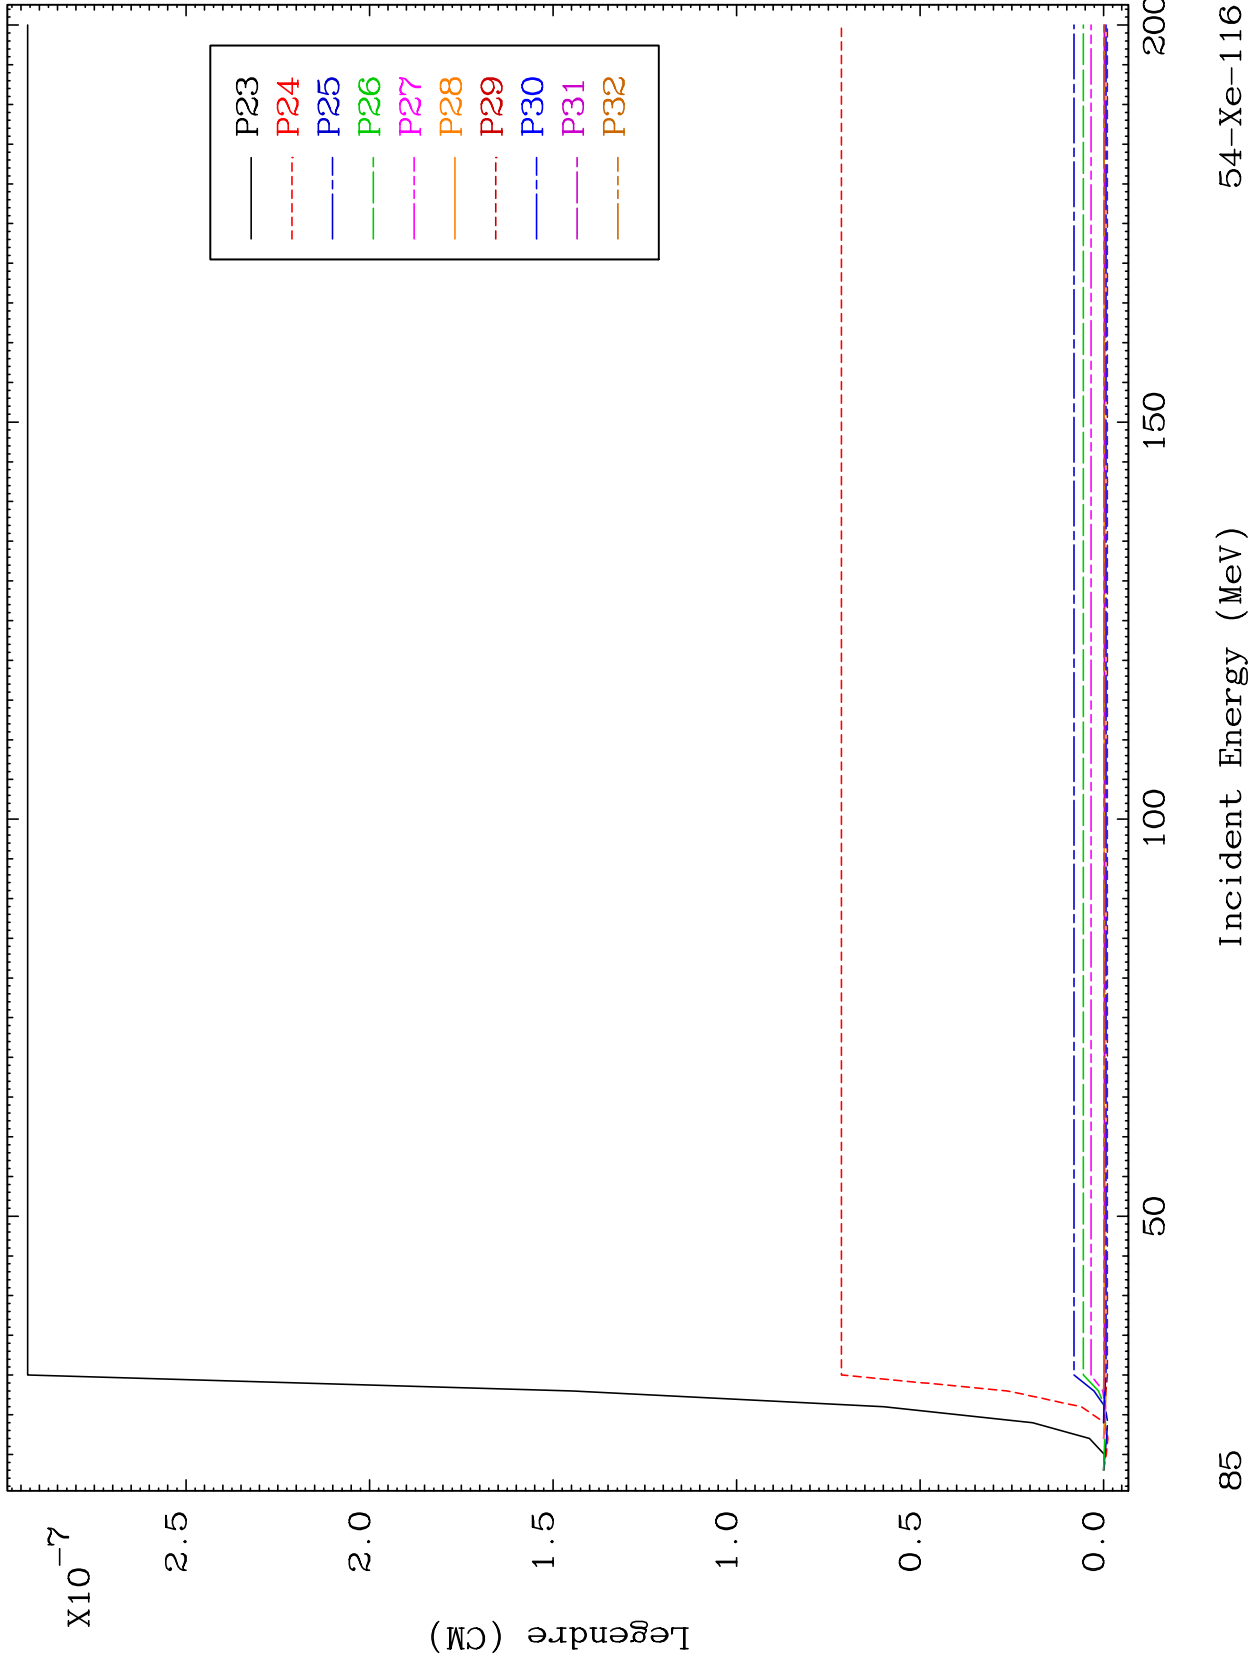 X10-7
2.5
2.0
1.5
1.0
0.5
0.0
Legendre (CM)
P23
P24
P25
P26
P27
P28
P29
P30
P31
P32
50
100
150
200
Incident Energy (MeV)
85
54-Xe-116